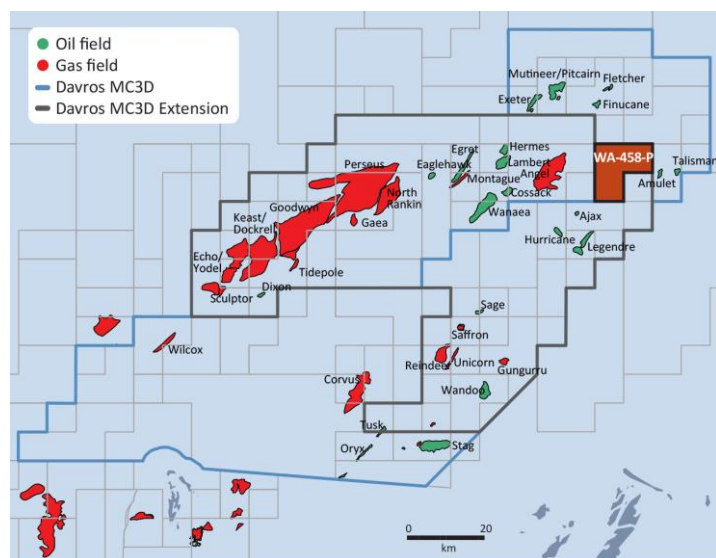 Oil field
Gas field
Davros MC3D
Davros MC3D Extension
Mutineer/Pitcairn
Fletcher
Exeter
Finucane
Egret
Hermes
Perseus
Eaglehawk
Lambert
WA-458-P
Talisman
Montague
Angel
Amulet
North
Rankin
Cossack
Goodwyn
Wanaea
Ajax
Keast/
Dockrel
Gaea
Hurricane
Legendre
Echo/
Yodel
Tidepole
Dixon
Sculptor
Sage
Saffron
Wilcox
Reindeer
Unicorn
Gungurru
Corvus
Wandoo
Tusk
Oryx
Stag
0 20
km